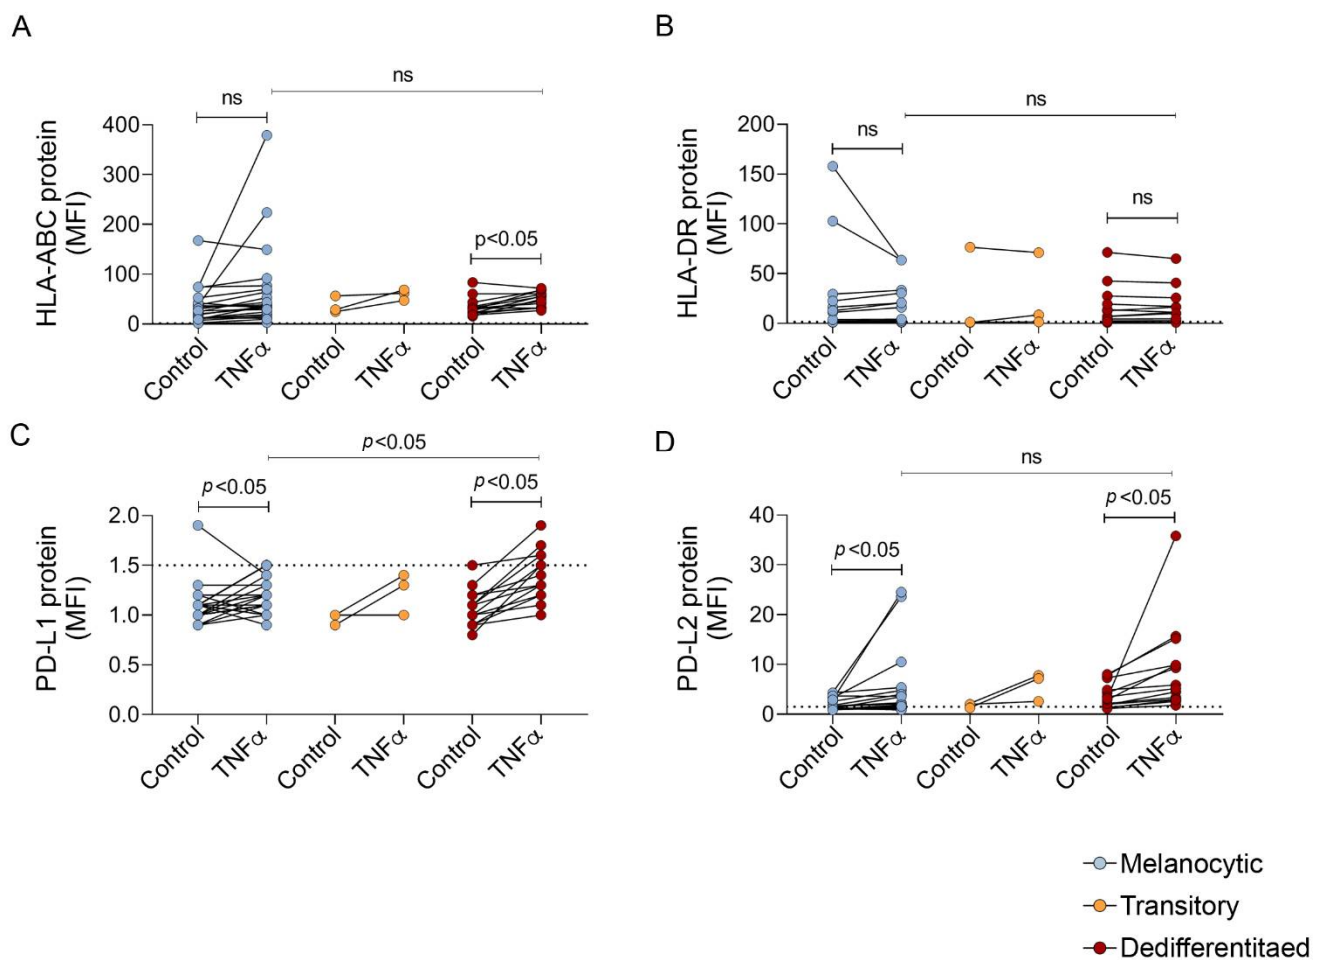 A
HLA-ABC protein
(MFI)
400
300
200
100
0
ns
ns
p<0.05
Control
TNFα
Control
TNFα
Control
TNFα
B
HLA-DR protein
(MFI)
200
150
100
50
0
ns
ns
ns
Control
TNFα
Control
TNFα
Control
TNFα
C
PD-L1 protein
(MFI)
2.0
1.5
1.0
0.5
0.0
p<0.05
p<0.05
p<0.05
Control
TNFα
Control
TNFα
Control
TNFα
D
PD-L2 protein
(MFI)
40
30
20
10
0
ns
p<0.05
p<0.05
Control
TNFα
Control
TNFα
Control
TNFα
Melanocytic
Transitory
Dedifferentitaed